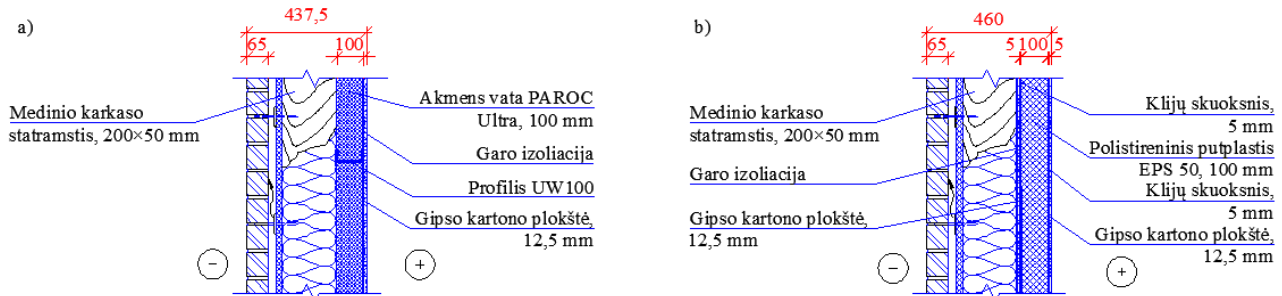 a)
437,5
65
100
Medinio karkaso
statramstis, 200×50 mm
Akmens vata PAROC
Ultra, 100 mm
Garo izoliacija
Profilis UW100
Gipso kartono plokštė,
12,5 mm
−
+
b)
460
65
5
100
5
Medinio karkaso
statramstis, 200×50 mm
Garo izoliacija
Gipso kartono plokštė,
12,5 mm
Klijų skuoksnis,
5 mm
Polistireninis putplastis
EPS 50, 100 mm
Klijų skuoksnis,
5 mm
Gipso kartono plokštė,
12,5 mm
−
+